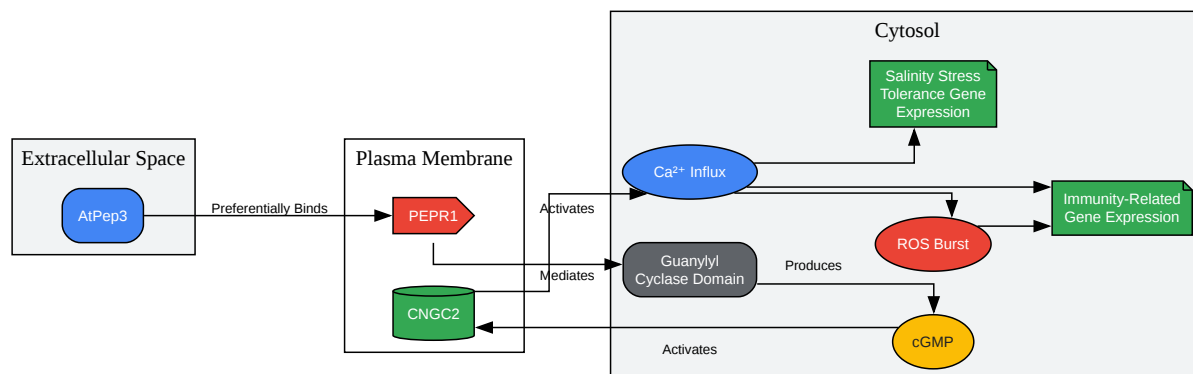 Cytosol
Salinity Stress
Tolerance Gene
Expression
Extracellular Space
Plasma Membrane
Ca²⁺ Influx
AtPep3
Preferentially Binds
PEPR1
Activates
Immunity-Related
Gene Expression
ROS Burst
Guanylyl
Cyclase Domain
Mediates
Produces
CNGC2
Activates
cGMP